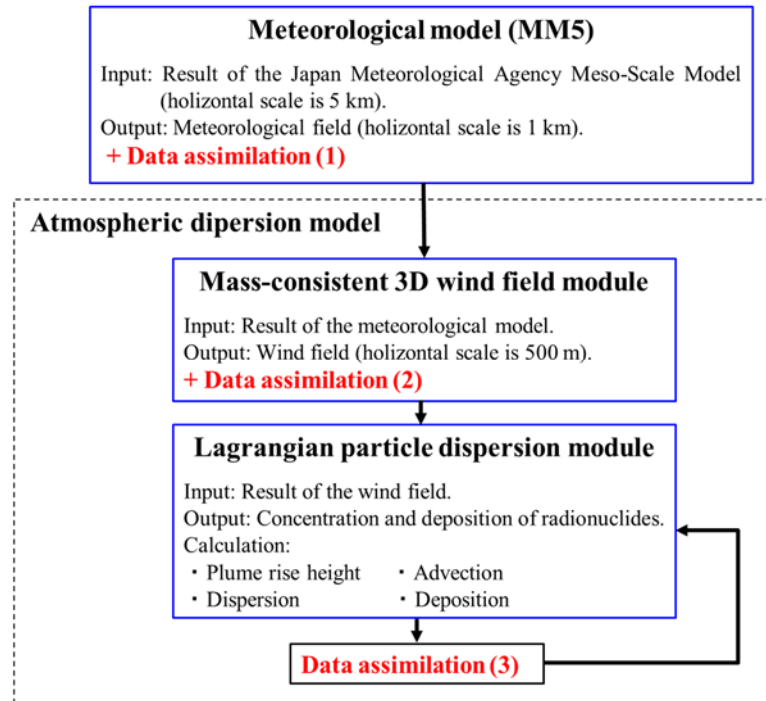 Meteorological model (MM5)
Input: Result of the Japan Meteorological Agency Meso-Scale Model
(holizontal scale is 5 km).
Output: Meteorological field (holizontal scale is 1 km).
+ Data assimilation (1)
Atmospheric dipersion model
Mass-consistent 3D wind field module
Input: Result of the meteorological model.
Output: Wind field (holizontal scale is 500 m).
+ Data assimilation (2)
Lagrangian particle dispersion module
Input: Result of the wind field.
Output: Concentration and deposition of radionuclides.
Calculation:
・Plume rise height ・Advection
・Dispersion ・Deposition
Data assimilation (3)